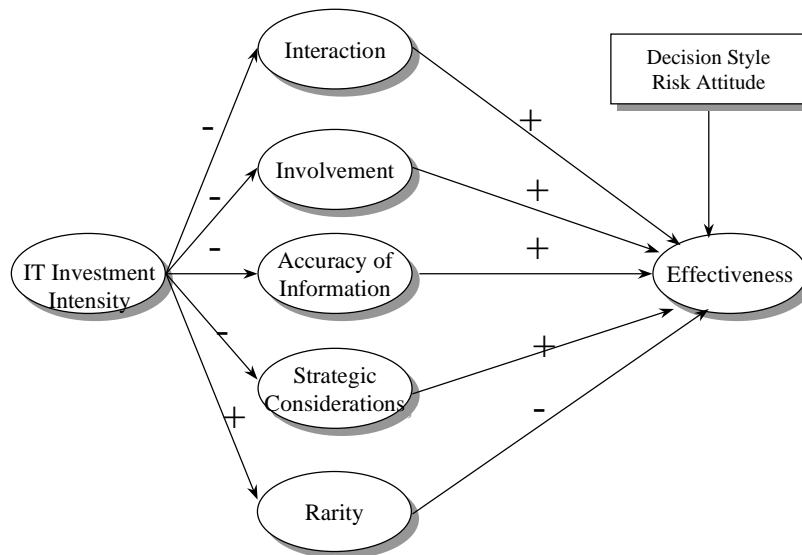 Interaction
Decision Style
Risk Attitude
-
+
Involvement
-
+
-
+
IT Investment
Intensity
Accuracy of
Information
Effectiveness
-
+
Strategic
Considerations
+
-
Rarity